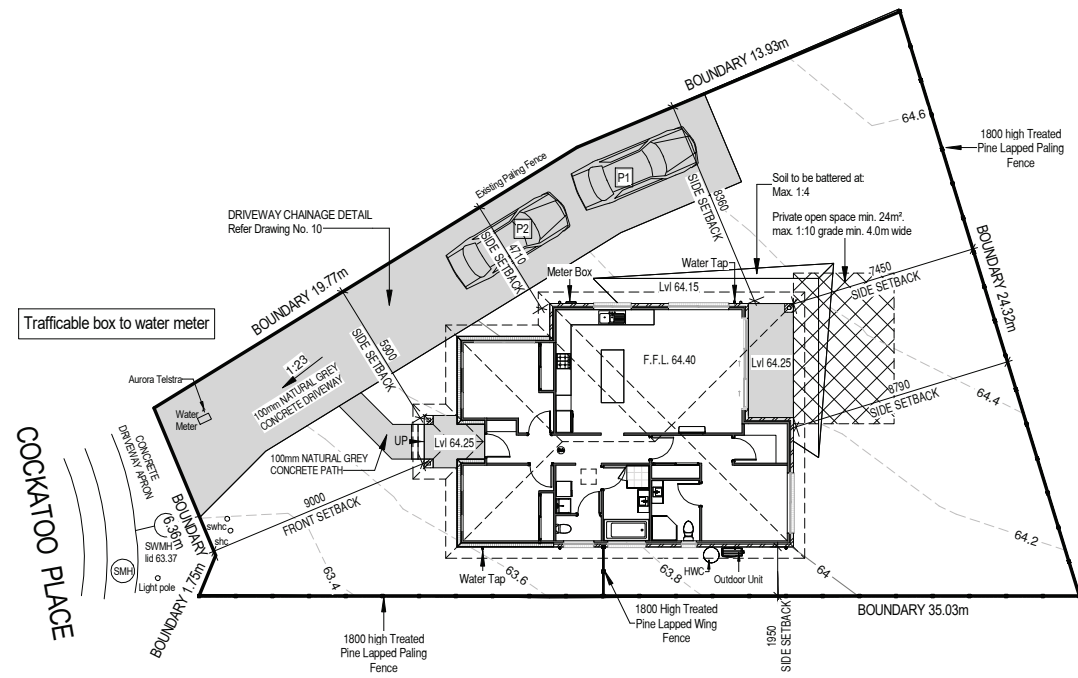 BOUNDARY 13.93m
64.6
1800 high Treated
Pine Lapped Paling
Fence
Existing Paling Fence
P1
P2
SIDE SETBACK
8360
Soil to be battered at:
Max. 1:4
Private open space min. 24m².
max. 1:10 grade min. 4.0m wide
DRIVEWAY CHAINAGE DETAIL
Refer Drawing No. 10
SIDE SETBACK
4710
BOUNDARY 19.77m
Water Tap
Meter Box
7450
SIDE SETBACK
BOUNDARY 24.32m
Lvl 64.15
Trafficable box to water meter
5900
SIDE SETBACK
F.F.L. 64.40
Lvl 64.25
1:23
100mm NATURAL GREY
CONCRETE DRIVEWAY
Aurora Telstra
Water
Meter
8790
SIDE SETBACK
64.4
UP
Lvl 64.25
100mm NATURAL GREY
CONCRETE PATH
CONCRETE
DRIVEWAY APRON
COCKATOO PLACE
9000
FRONT SETBACK
BOUNDARY
6.36m
swhc
shc
SWMH
lid 63.37
SMH
Light pole
BOUNDARY 1.75m
63.4
63.6
63.8
64
64.2
Water Tap
HWC
Outdoor Unit
BOUNDARY 35.03m
1800 high Treated
Pine Lapped Paling
Fence
1800 High Treated
Pine Lapped Wing
Fence
1950
SIDE SETBACK